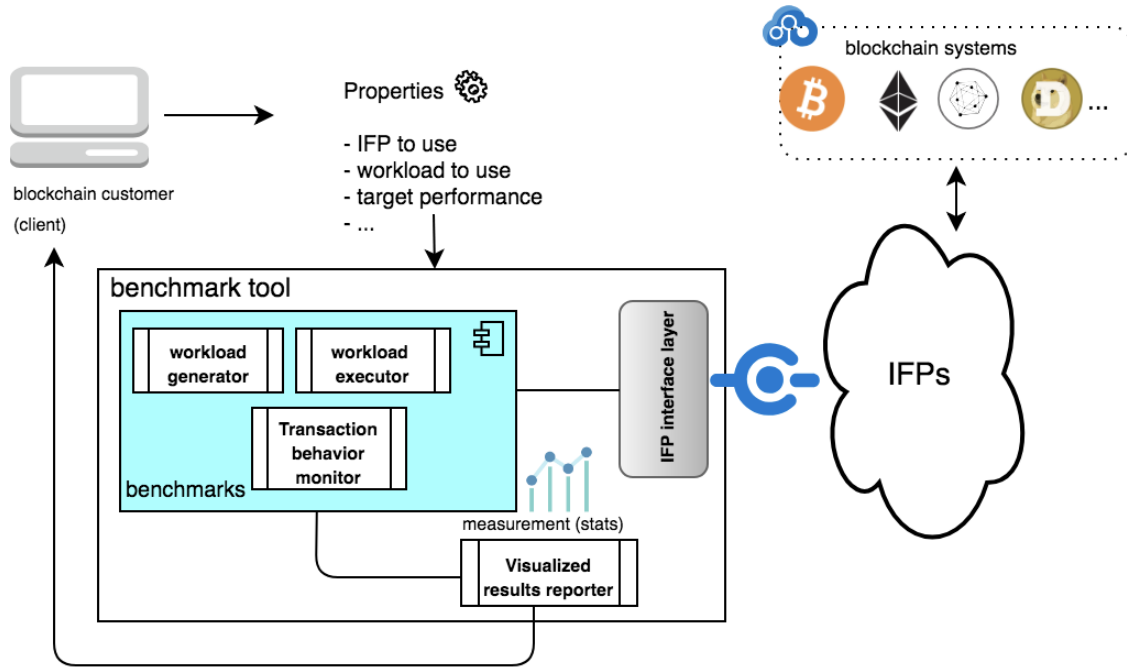 blockchain systems
...
Properties
- IFP to use
- workload to use
- target performance
- ...
blockchain customer
(client)
benchmark tool
workload
generator
workload
executor
Transaction
behavior
monitor
benchmarks
IFP interface layer
IFPs
measurement (stats)
Visualized
results reporter